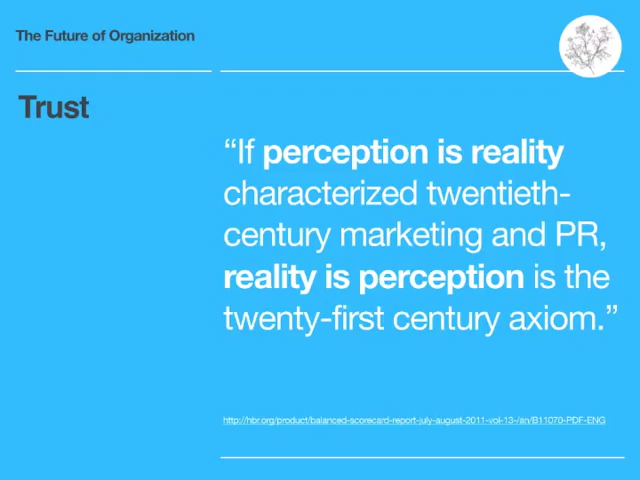 The Future of Organization
Trust
“If perception is reality
characterized twentieth-
century marketing and PR,
reality is perception is the
twenty-first century axiom.”
http://hbr.org/product/balanced-scorecard-report-july-august-2011-vol-13-/an/B11070-PDF-ENG